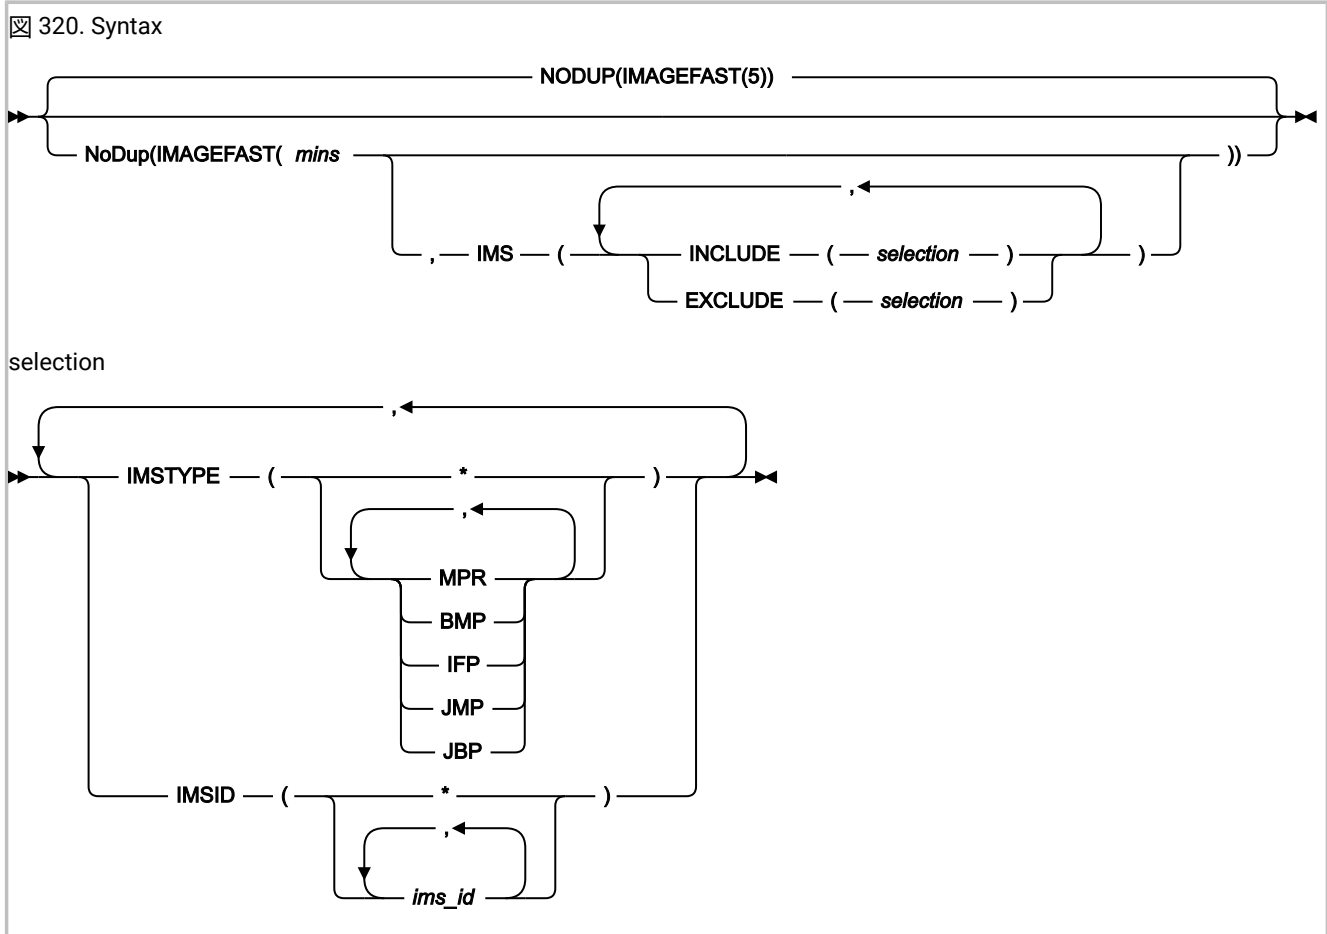 図 320. Syntax
NODUP(IMAGEFAST(5))
NoDup(IMAGEFAST( mins ))
,
, IMS ( INCLUDE ( selection ) )
EXCLUDE ( selection )
selection
,
IMSTYPE ( * )
,
MPR
BMP
IFP
JMP
JBP
IMSID ( * )
,
ims_id